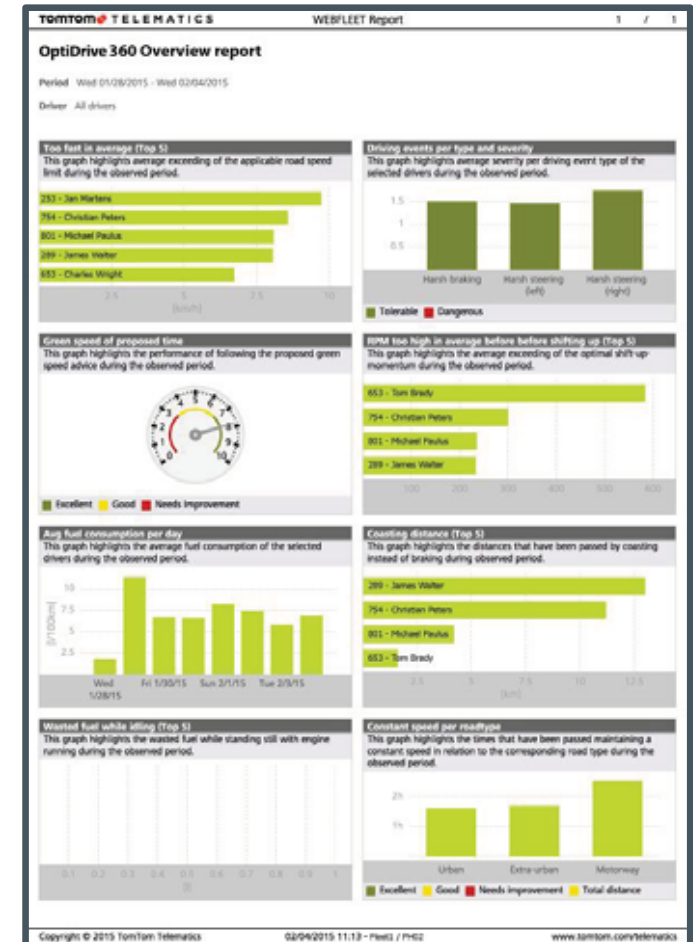 TOMTOM TELEMATICS WEBFLEET Report 1 / 1
OptiDrive 360 Overview report
Period Wed 01/28/2015 - Wed 02/04/2015
Driver All drivers
Too fast in average (Top 5)
This graph highlights average exceeding of the applicable road speed
limit during the observed period.
253 - Jan Martens
754 - Christian Peters
801 - Michael Paulus
289 - James Walter
653 - Charles Wright
2.5 5 7.5 10
[km/h]
Driving events per type and severity
This graph highlights average severity per driving event type of the
selected drivers during the observed period.
1.5
1
0.5
Harsh braking Harsh steering (left) Harsh steering (right)
Tolerable Dangerous
Green speed of proposed time
This graph highlights the performance of following the proposed green
speed advice during the observed period.
0 1 2 3 4 5 6 7 8 9 10
Excellent Good Needs improvement
RPM too high in average before before shifting up (Top 5)
This graph highlights the average exceeding of the optimal shift-up-
momentum during the observed period.
653 - Tom Brady
754 - Christian Peters
801 - Michael Paulus
289 - James Walter
100 200 300 400 500 600
Avg fuel consumption per day
This graph highlights the average fuel consumption of the selected
drivers during the observed period.
[l/100km]
10
7.5
5
2.5
Wed 1/28/15 Fri 1/30/15 Sun 2/1/15 Tue 2/3/15
Coasting distance (Top 5)
This graph highlights the distances that have been passed by coasting
instead of braking during observed period.
289 - James Walter
754 - Christian Peters
801 - Michael Paulus
653 - Tom Brady
2.5 5 7.5 10 12.5
[km]
Wasted fuel while idling (Top 5)
This graph highlights the wasted fuel while standing still with engine
running during the observed period.
0.1 0.2 0.3 0.4 0.5 0.6 0.7 0.8 0.9 1
[l]
Constant speed per roadtype
This graph highlights the times that have been passed maintaining a
constant speed in relation to the corresponding road type during the
observed period.
2h
1h
Urban Extra-urban Motorway
Excellent Good Needs improvement Total distance
Copyright © 2015 TomTom Telematics 02/04/2015 11:13 - www.tomtom.com/telematics